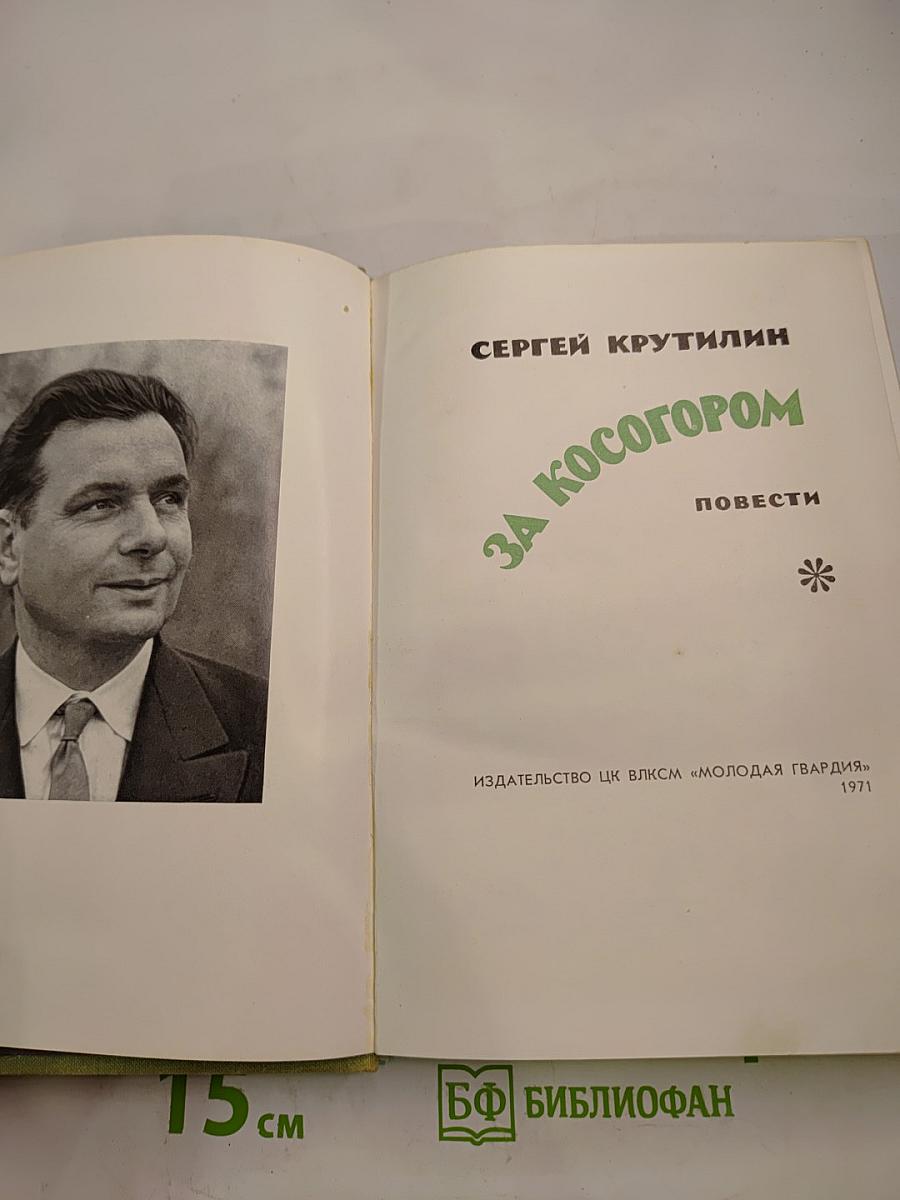 СЕРГЕЙ КРУТИЛИН
ЗА КОСОГОРОМ
ПОВЕСТИ
ИЗДАТЕЛЬСТВО ЦК ВЛКСМ «МОЛОДАЯ ГВАРДИЯ»
1971
15 см
БФ БИБЛИОФАН